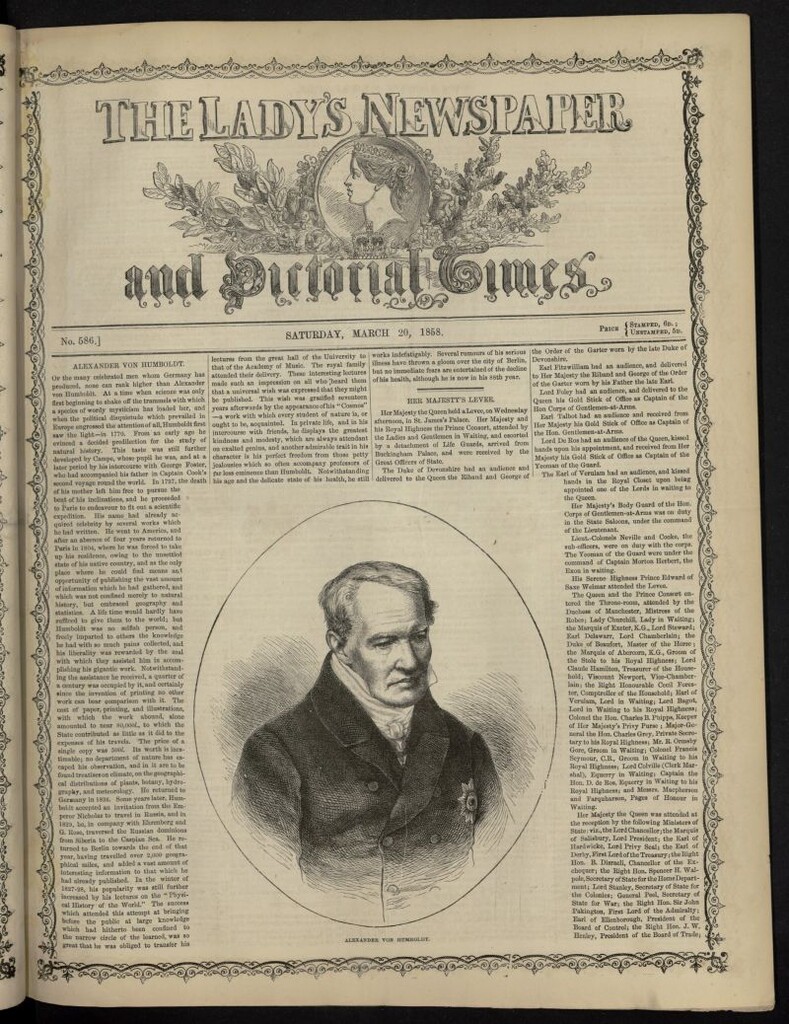 THE LADY'S NEWSPAPER
and Pictorial Times.
No. 586.]
SATURDAY, MARCH 20, 1858.
PRICE { STAMPED, 6D.;
UNSTAMPED, 5D.
ALEXANDER VON HUMBOLDT.
Of the many celebrated men whom Germany has
produced, none can rank higher than Alexander
von Humboldt. At a time when science was only
first beginning to shake off the trammels with which
a species of wordy mysticism had loaded her, and
when the political disquietude which prevailed in
Europe engrossed the attention of all, Humboldt first
saw the light—in 1770. From an early age he
evinced a decided predilection for the study of
natural history. This taste was still further
developed by Campe, whose pupil he was, and at a
later period by his intercourse with George Foster,
who had accompanied his father in Captain Cook's
second voyage round the world. In 1797, the death
of his mother left him free to pursue the
bent of his inclinations, and he proceeded
to Paris to endeavour to fit out a scientific
expedition. His name had already ac-
quired celebrity by several works which
he had written. He went to America, and
after an absence of four years returned to
Paris in 1804, where he was forced to take
up his residence, owing to the unsettled
state of his native country, and as the only
place where he could find means and
opportunity of publishing the vast amount
of information which he had gathered, and
which was not confined merely to natural
history, but embraced geography and
statistics. A life time would hardly have
sufficed to give them to the world; but
Humboldt was no selfish person, and
freely imparted to others the knowledge
he had with so much pains collected, and
his liberality was rewarded by the zeal
with which they assisted him in accom-
plishing his gigantic work. Notwithstand-
ing the assistance he received, a quarter of
a century was occupied by it, and certainly
since the invention of printing no other
work can bear comparison with it. The
cost of paper, printing, and illustrations,
with which the work abound, alone
amounted to near
State contributed as little as it did to the
expenses of his travels. The price of a
single copy was Its worth is ines-
timable; no department of nature has es-
caped his observation, and in it are to be
found treatises on climate, on the geographical
distributions of plants, botany, hydro-
graphy, and meteorology. He returned to
Germany in Some years later, Hum-
boldt accepted an invitation from the Em-
peror Nicholas to travel in Russia, and in
1829, he, in company with Ehrenberg and
G. Rose, traversed the Russian dominions
from Siberia to the Caspian Sea. He re-
turned to Berlin towards the end of that
year, having travelled over 2,000 geogra-
phical miles, and added a vast amount of
interesting information to that which he
had already published. In the winter of
1827-28, his popularity was still further
increased by his lectures on the "Physi-
cal History of the World." The success
which attended this attempt at bringing
before the public at large knowledge
which had hitherto been confined to
the narrow circle of the learned, was so
great that he was obliged to transfer his
lectures from the great hall of the University to
that of the Academy of Music. The royal family
attended their delivery. These interesting lectures
made such an impression on all who heard them
that a universal wish was expressed that they might
be published. This wish was gratified seventeen
years afterwards by the appearance of his "Cosmos"
—a work with which every student of nature is, or
ought to be, acquainted. In private life, and in his
intercourse with friends, he displays the greatest
kindness and modesty, which are always attendant
on exalted genius, and another admirable trait in his
character is his perfect freedom from those petty
jealousies which so often accompany professors of
far less eminence than Humboldt. Notwithstanding
his age and the delicate state of his health, he still
works indefatigably. Several rumours of his serious
illness have thrown a gloom over the city of Berlin,
but no immediate fears are entertained of the decline
of his health, although he is now in his 88th year.
HER MAJESTY'S LEVEE.
Her Majesty the Queen held a Levee, on Wednesday
afternoon, in St. James's Palace. Her Majesty and
his Royal Highness the Prince Consort, attended by
the Ladies and Gentlemen in Waiting, and escorted
by a detachment of Life Guards, arrived from
Buckingham Palace, and were received by the
Great Officers of State.
The Duke of Devonshire had an audience and
delivered to the Queen the Riband and George of
the Order of the Garter worn by the late Duke of
Devonshire.
Earl Fitzwilliam had an audience, and delivered
to Her Majesty the Riband and George of the Order
of the Garter worn by his Father the late Earl.
Lord Foley had an audience, and delivered to the
Queen his Gold Stick of Office as Captain of the
Hon Corps of Gentlemen-at-Arms.
Earl Talbot had an audience and received from
Her Majesty his Gold Stick of Office as Captain of
the Hon. Gentlemen-at-Arms.
Lord De Ros had an audience of the Queen, kissed
hands upon his appointment, and received from Her
Majesty his Gold Stick of Office as Captain of the
Yeoman of the Guard.
The Earl of Verulam had an audience, and kissed
hands in the Royal Closet upon being
appointed one of the Lords in waiting to
the Queen.
Her Majesty's Body Guard of the Hon.
Corps of Gentlemen-at-Arms was on duty
in the State Saloons, under the command
of the Lieutenant.
Lieut.-Colonels Neville and Cooke, the
sub-officers, were on duty with the corps.
The Yeomen of the Guard were under the
command of Captain Morton Herbert, the
Exon in waiting.
His Serene Highness Prince Edward of
Saxe Weimar attended the Levee.
The Queen and the Prince Consort en-
tered the Throne-room, attended by the
Duchess of Manchester, Mistress of the
Robes; Lady Churchill, Lady in Waiting;
the Marquis of Exeter, K.G., Lord Steward;
Earl Delawarr, Lord Chamberlain; the
Duke of Beaufort, Master of the Horse;
the Marquis of Abercorn, K.G., Groom of
the Stole to his Royal Highness; Lord
Claude Hamilton, Treasurer of the House-
hold; Viscount Newport, Vice-Chamber-
lain; the Right Honourable Cecil Fores-
ter, Comptroller of the Household; Earl of
Verulam, Lord in Waiting; Lord Bagot,
Lord in Waiting to his Royal Highness;
Colonel the Hon. Charles B. Phipps, Keeper
of Her Majesty's Privy Purse; Major-Ge-
neral the Hon. Charles Grey, Private Secre-
tary to his Royal Highness; Mr. R. Ormsby
Gore, Groom in Waiting; Colonel Francis
Seymour, C.B., Groom in Waiting to his
Royal Highness; Lord Colville (Clerk Mar-
shal), Equerry in Waiting; Captain the
Hon. D. de Ros, Equerry in Waiting to his
Royal Highness; and Messrs. Macpherson
and Farquharson, Pages of Honour in
Waiting.
Her Majesty the Queen was attended at
the reception by the following Ministers of
State: viz., the Lord Chancellor; the Marquis
of Salisbury, Lord President; the Earl of
Hardwicke, Lord Privy Seal; the Earl of
Derby, First Lord of the Treasury; the Right
Hon. B. Disraeli, Chancellor of the Ex-
chequer; the Right Hon. Spencer H. Wal-
pole, Secretary of State for the Home Depart-
ment; Lord Stanley, Secretary of State for
the Colonies; General Peel, Secretary of
State for War; the Right Hon. Sir John
Pakington, First Lord of the Admiralty;
Earl of Ellenborough, President of the
Board of Control; the Right Hon. J. W.
Henley, President of the Board of Trade;
ALEXANDER VON HUMBOLDT.